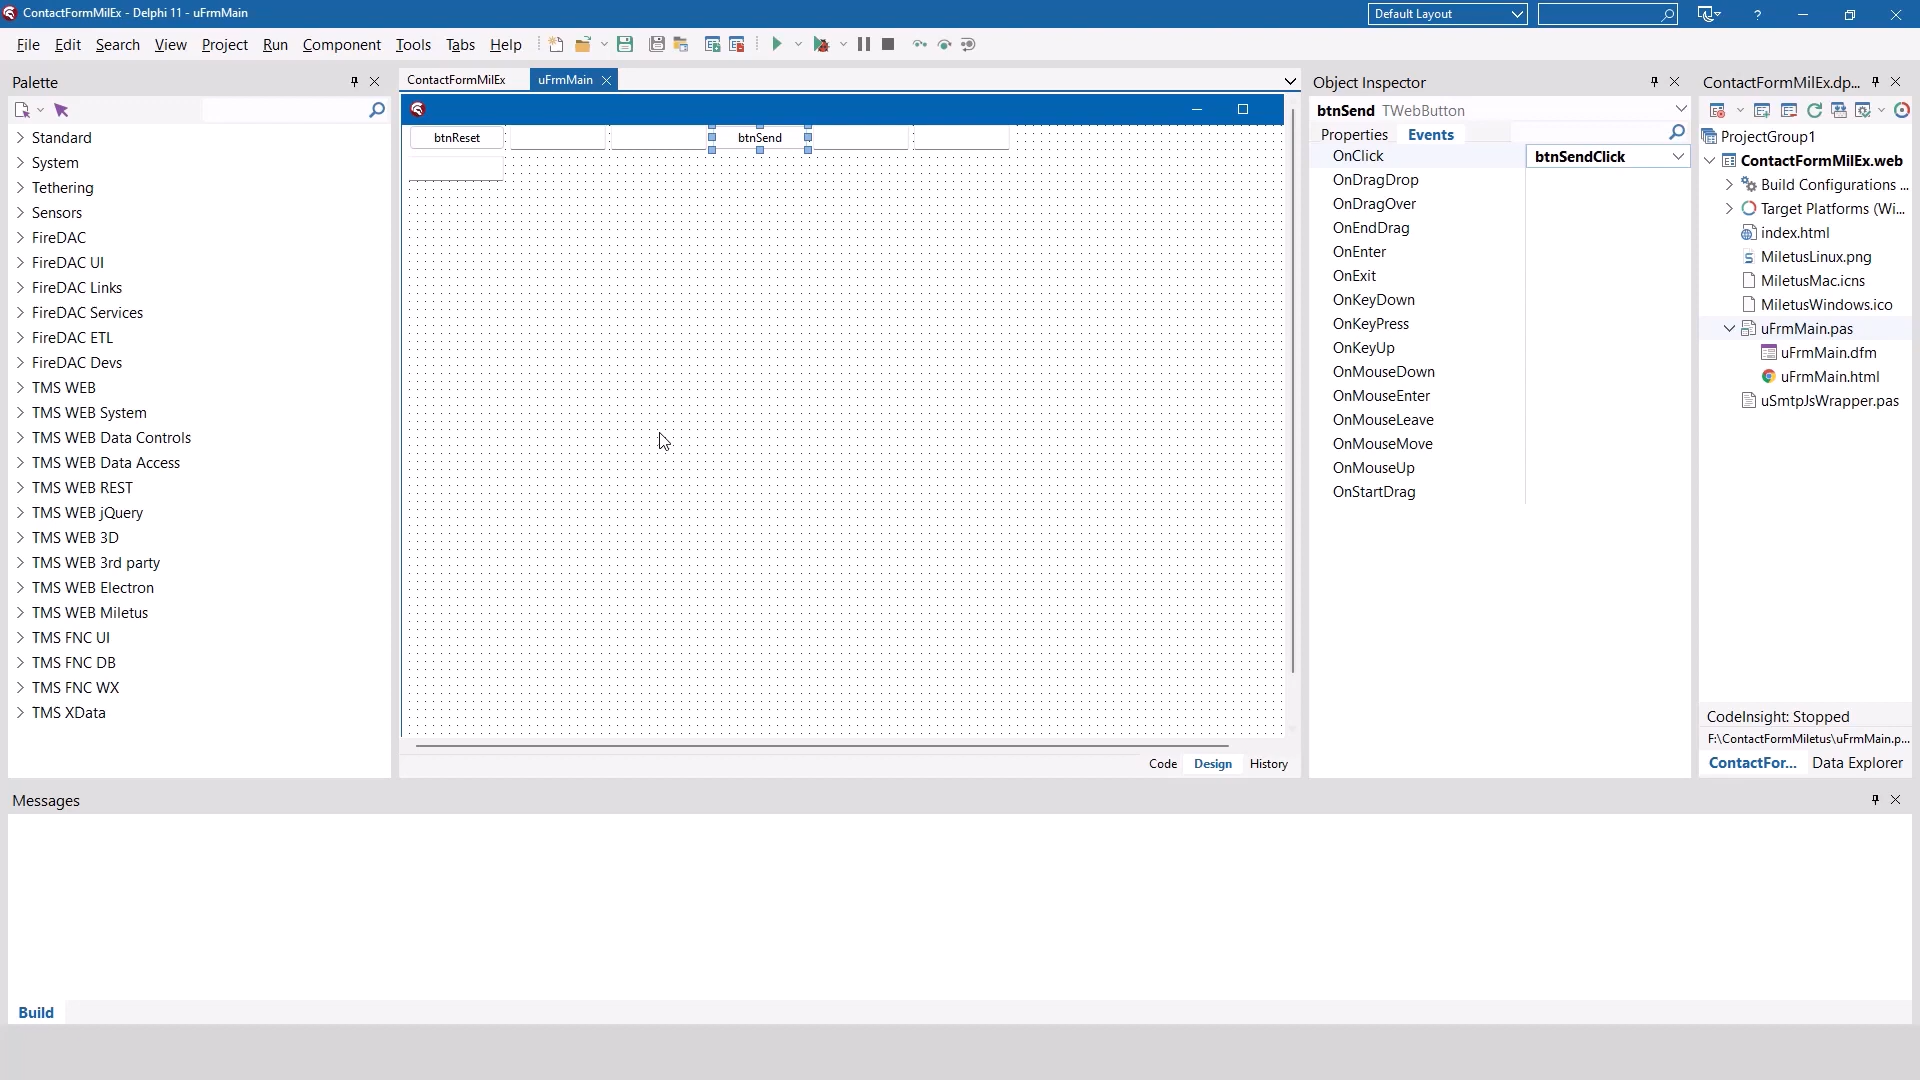 ContactFormMilEx - Delphi 11 - uFrmMain
Default Layout
?
File Edit Search View Project Run Component Tools Tabs Help
Palette
Standard
System
Tethering
Sensors
FireDAC
FireDAC UI
FireDAC Links
FireDAC Services
FireDAC ETL
FireDAC Devs
TMS WEB
TMS WEB System
TMS WEB Data Controls
TMS WEB Data Access
TMS WEB REST
TMS WEB jQuery
TMS WEB 3D
TMS WEB 3rd party
TMS WEB Electron
TMS WEB Miletus
TMS FNC UI
TMS FNC DB
TMS FNC WX
TMS XData
ContactFormMilEx uFrmMain
btnReset btnSend
Code Design History
Object Inspector
btnSend TWebButton
Properties Events
OnClick btnSendClick
OnDragDrop
OnDragOver
OnEndDrag
OnEnter
OnExit
OnKeyDown
OnKeyPress
OnKeyUp
OnMouseDown
OnMouseEnter
OnMouseLeave
OnMouseMove
OnMouseUp
OnStartDrag
ContactFormMilEx.dp...
ProjectGroup1
ContactFormMilEx.web
Build Configurations ...
Target Platforms (Wi...
index.html
MiletusLinux.png
MiletusMac.icns
MiletusWindows.ico
uFrmMain.pas
uFrmMain.dfm
uFrmMain.html
uSmtpJsWrapper.pas
CodeInsight: Stopped
F:\ContactFormMiletus\uFrmMain.p...
ContactFor... Data Explorer
Messages
Build